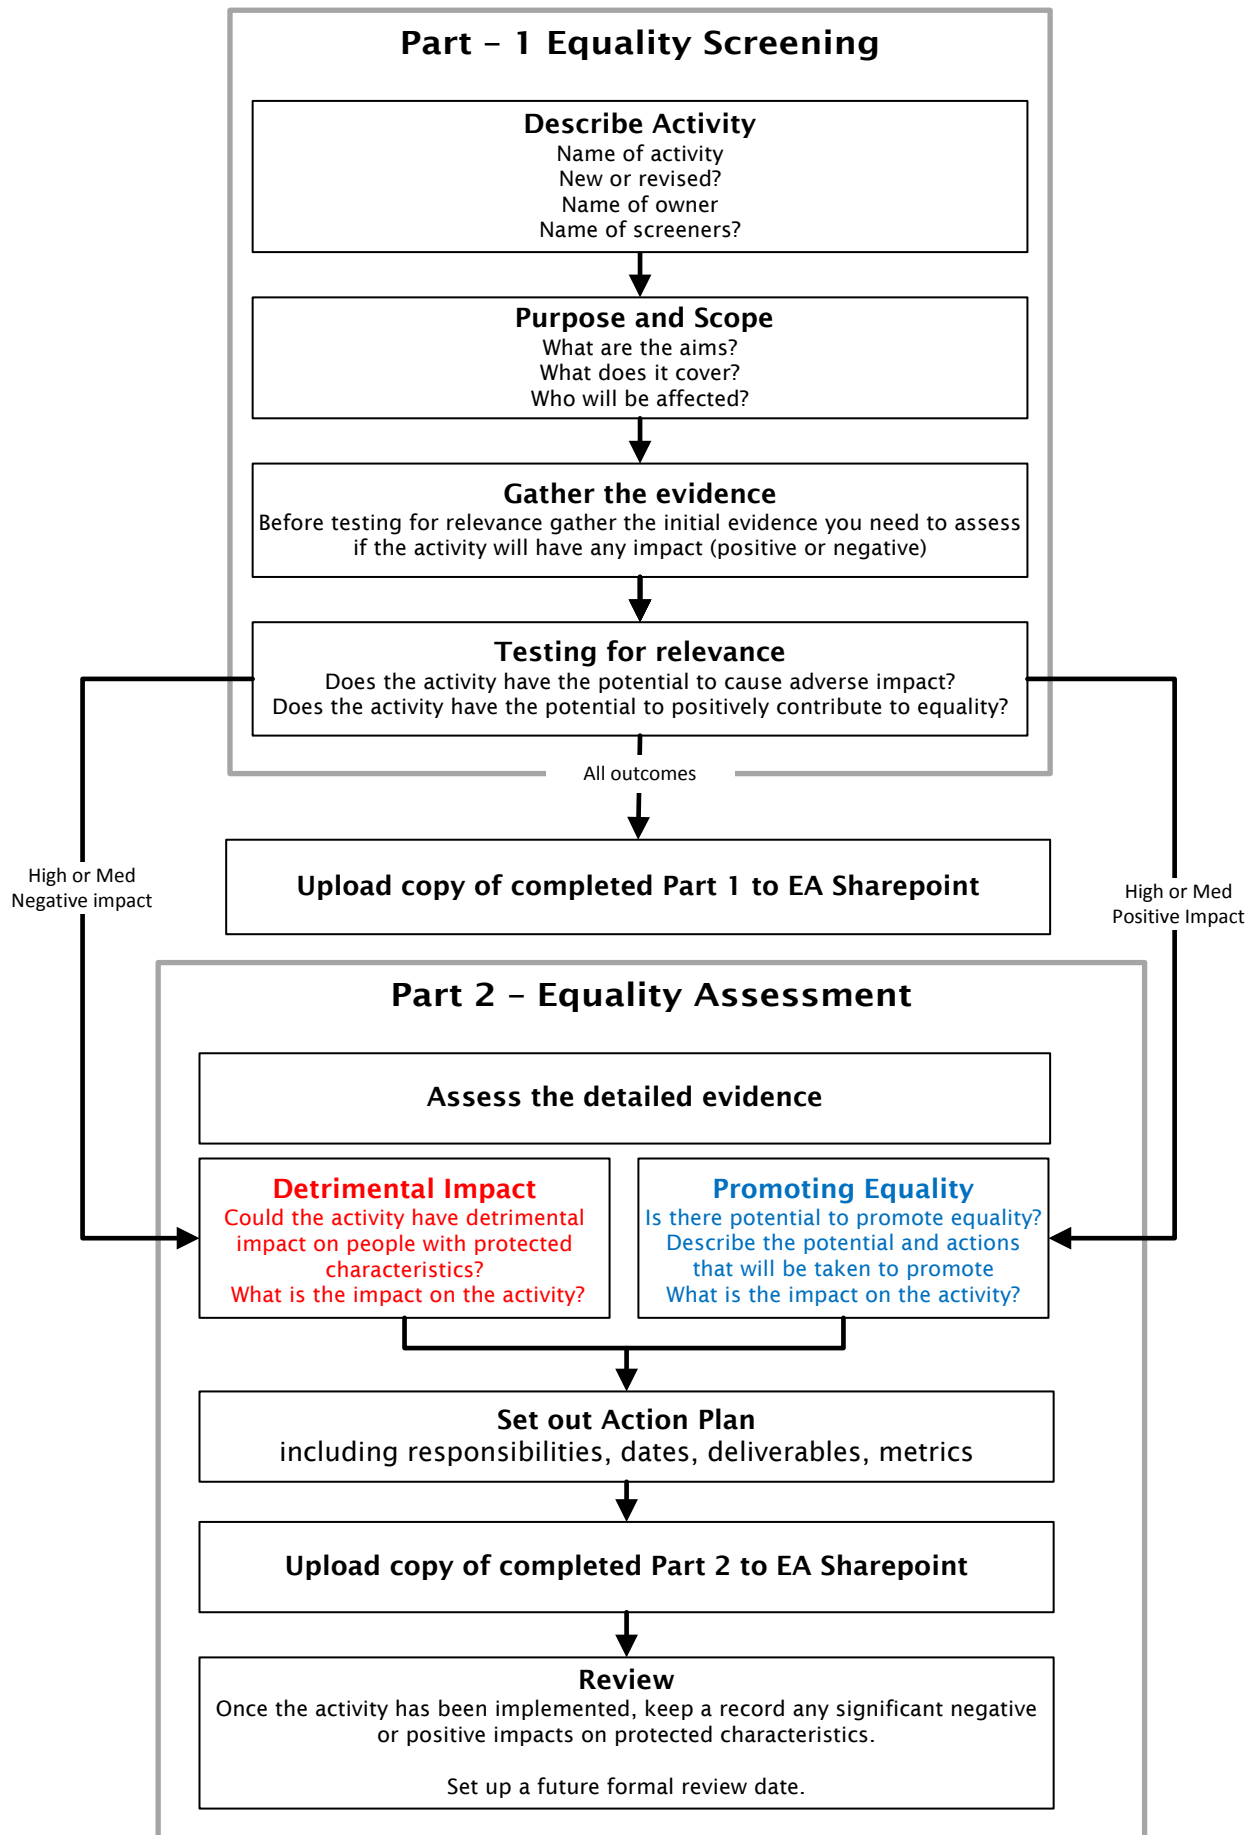 Part – 1 Equality Screening
Describe Activity
Name of activity
New or revised?
Name of owner
Name of screeners?
Purpose and Scope
What are the aims?
What does it cover?
Who will be affected?
Gather the evidence
Before testing for relevance gather the initial evidence you need to assess
if the activity will have any impact (positive or negative)
Testing for relevance
Does the activity have the potential to cause adverse impact?
Does the activity have the potential to positively contribute to equality?
All outcomes
High or Med
Negative impact
Upload copy of completed Part 1 to EA Sharepoint
High or Med
Positive Impact
Part 2 – Equality Assessment
Assess the detailed evidence
Detrimental Impact
Could the activity have detrimental
impact on people with protected
characteristics?
What is the impact on the activity?
Promoting Equality
Is there potential to promote equality?
Describe the potential and actions
that will be taken to promote
What is the impact on the activity?
Set out Action Plan
including responsibilities, dates, deliverables, metrics
Upload copy of completed Part 2 to EA Sharepoint
Review
Once the activity has been implemented, keep a record any significant negative
or positive impacts on protected characteristics.
Set up a future formal review date.